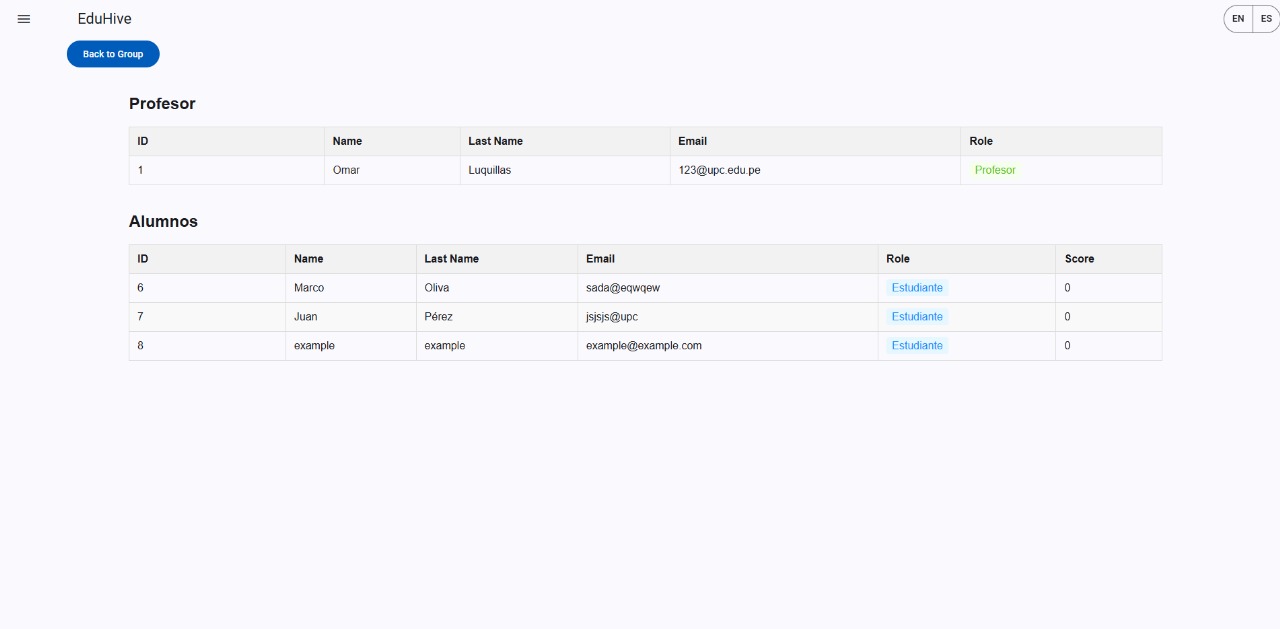 EduHive EN ES
Back to Group
Profesor
ID Name Last Name Email Role
1 Omar Luquillas 123@upc.edu.pe Profesor
Alumnos
ID Name Last Name Email Role Score
6 Marco Oliva sada@eqwqew Estudiante 0
7 Juan Pérez jsjsjs@upc Estudiante 0
8 example example example@example.com Estudiante 0